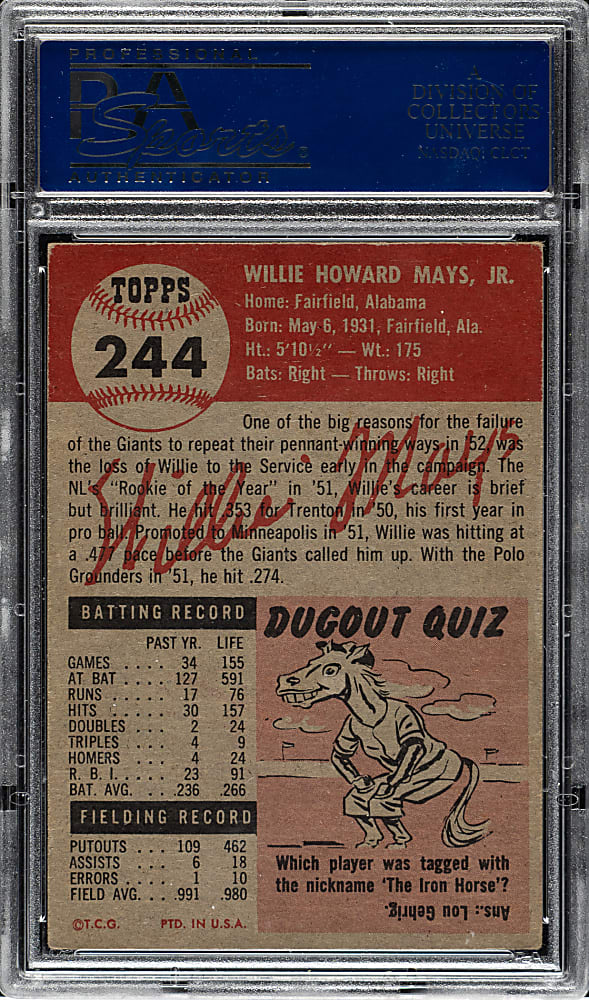 PROFESSIONAL
PSA
Sports
AUTHENTICATOR
A
DIVISION OF
COLLECTORS
UNIVERSE
NASDAQ: CLCT
TOPPS
244
WILLIE HOWARD MAYS, JR.
Home: Fairfield, Alabama
Born: May 6, 1931, Fairfield, Ala.
Ht.: 5'10½" — Wt.: 175
Bats: Right — Throws: Right
One of the big reasons for the failure
of the Giants to repeat their pennant-winning ways in '52, was
the loss of Willie to the Service early in the campaign. The
NL's "Rookie of the Year" in '51, Willie's career is brief
but brilliant. He hit .353 for Trenton in '50, his first year in
pro ball. Promoted to Minneapolis in '51, Willie was hitting at
a .477 pace before the Giants called him up. With the Polo
Grounders in '51, he hit .274.
Willie Mays
BATTING RECORD
PAST YR. LIFE
GAMES .... 34 155
AT BAT .... 127 591
RUNS ..... 17 76
HITS ..... 30 157
DOUBLES ... 2 24
TRIPLES .... 4 9
HOMERS ... 4 24
R. B. I. .... 23 91
BAT. AVG. ... .236 .266
FIELDING RECORD
PUTOUTS ... 109 462
ASSISTS .... 6 18
ERRORS .... 1 10
FIELD AVG. ... .991 .980
©T.C.G. PTD. IN U.S.A.
DUGOUT QUIZ
Which player was tagged with
the nickname 'The Iron Horse'?
Ans.: Lou Gehrig.